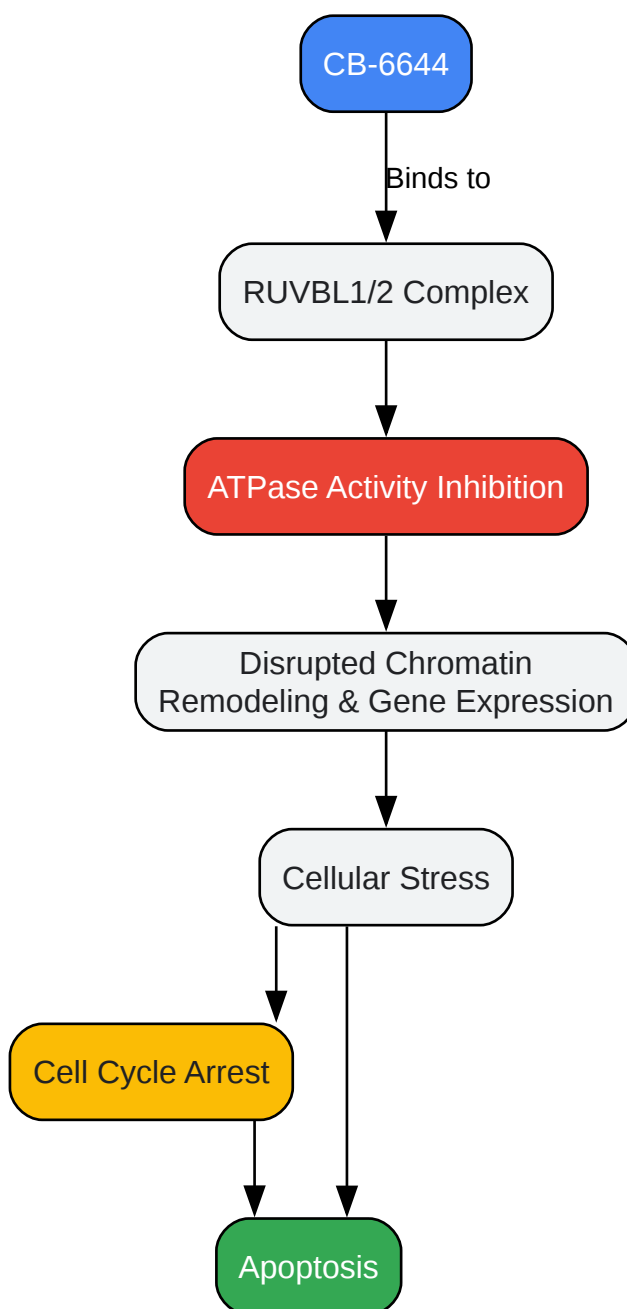 CB-6644
Binds to
RUVBL1/2 Complex
ATPase Activity Inhibition
Disrupted Chromatin
Remodeling & Gene Expression
Cellular Stress
Cell Cycle Arrest
Apoptosis